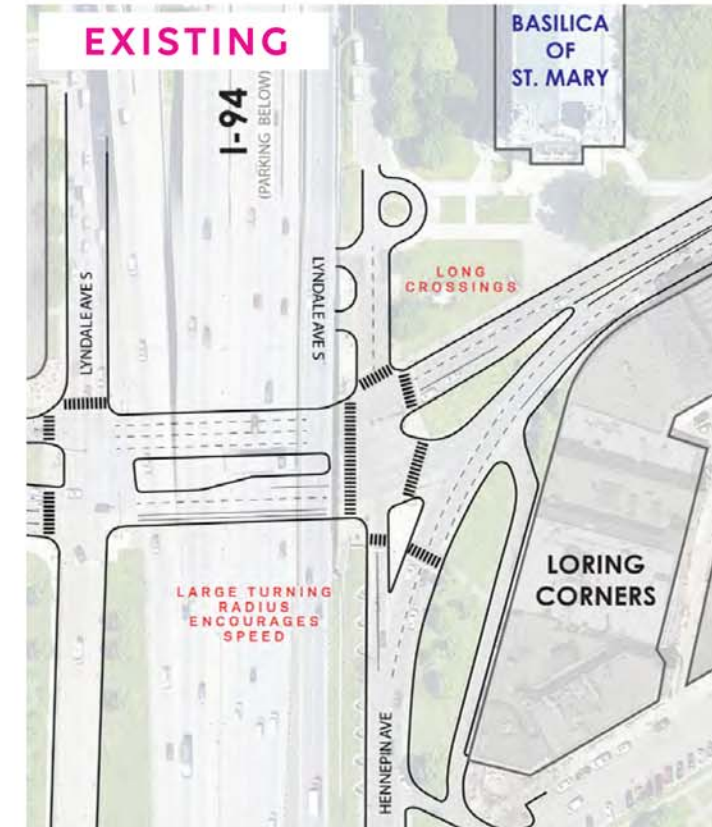 EXISTING
BASILICA
OF
ST. MARY
I-94
(PARKING BELOW)
LYNDALE AVE S
LYNDALE AVE S
LONG
CROSSINGS
LARGE TURNING
RADIUS
ENCOURAGES
SPEED
LORING
CORNERS
HENNEPIN AVE